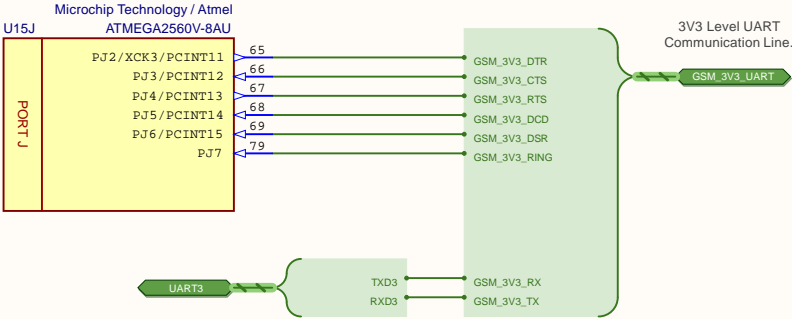 Microchip Technology / Atmel
U15J ATMEGA2560V-8AU
3V3 Level UART
Communication Line.
PJ2/XCK3/PCINT11 65 GSM_3V3_DTR
PJ3/PCINT12 66 GSM_3V3_CTS
PJ4/PCINT13 67 GSM_3V3_RTS
PJ5/PCINT14 68 GSM_3V3_DCD
PJ6/PCINT15 69 GSM_3V3_DSR
PJ7 79 GSM_3V3_RING
PORT J
GSM_3V3_UART
UART3
TXD3 GSM_3V3_RX
RXD3 GSM_3V3_TX